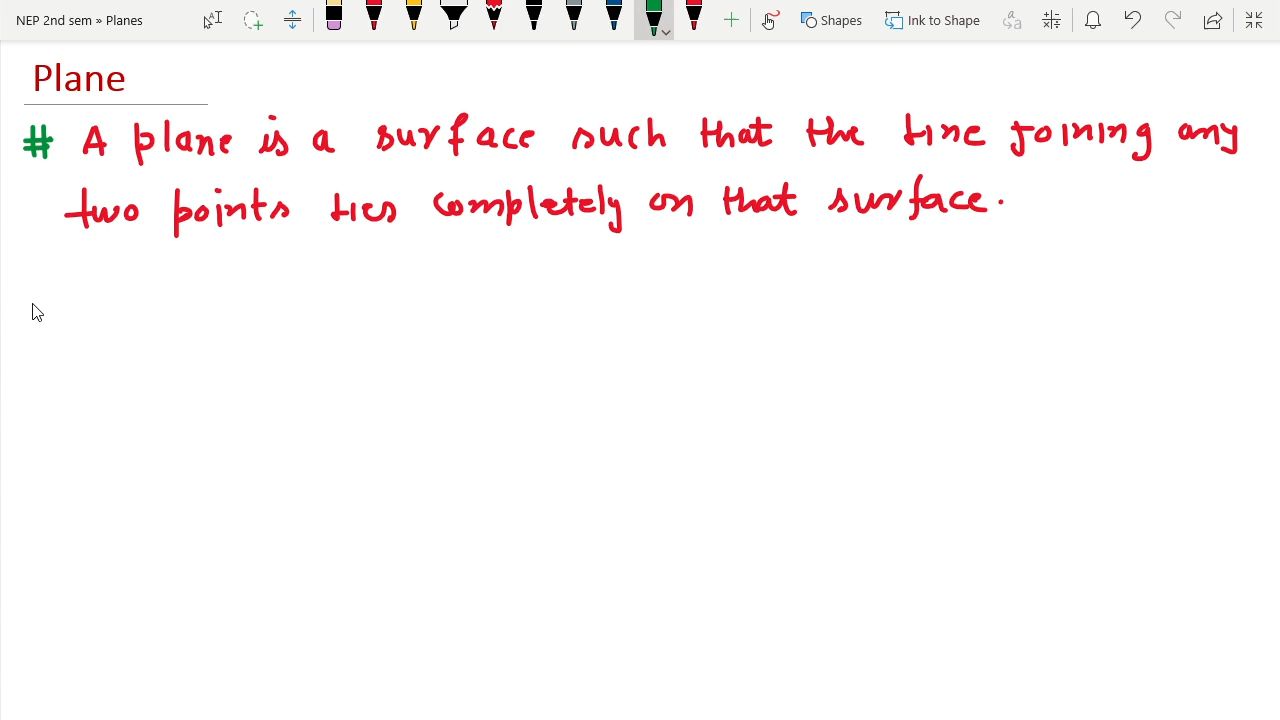 NEP 2nd sem » Planes
Shapes
Ink to Shape
Plane
# A plane is a surface such that the line joining any
two points lies completely on that surface.